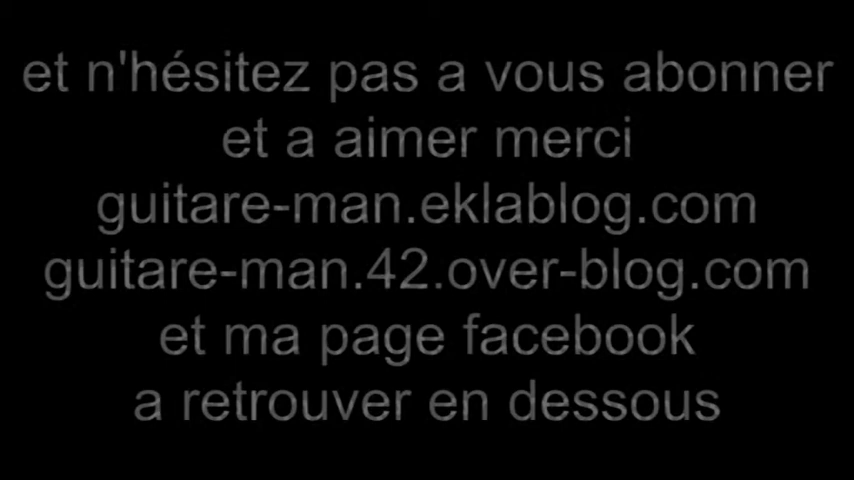 et n'hésitez pas a vous abonner
et a aimer merci
guitare-man.eklablog.com
guitare-man.42.over-blog.com
et ma page facebook
a retrouver en dessous